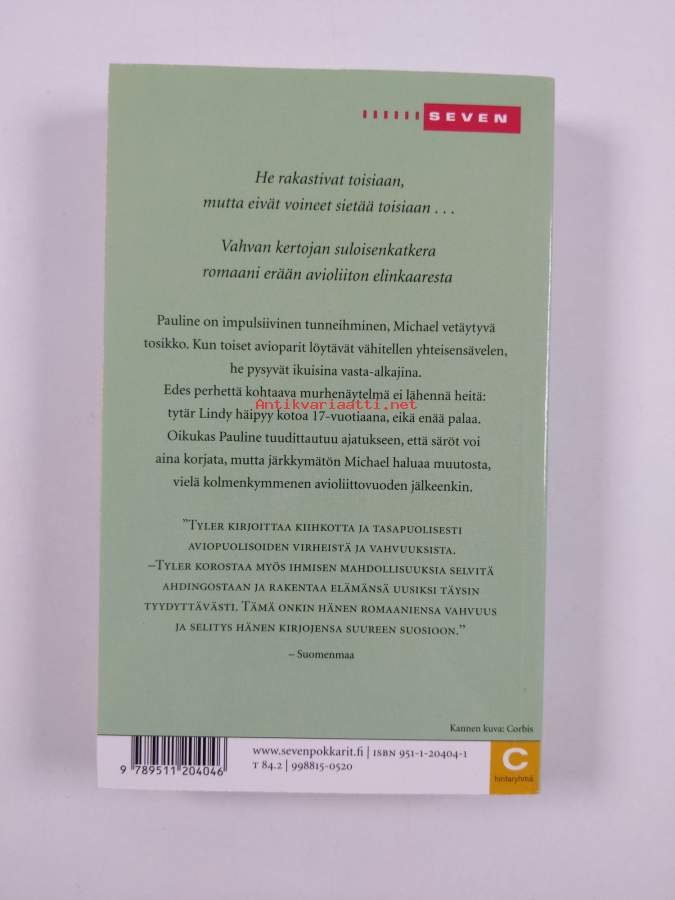 SEVEN
He rakastivat toisiaan,
mutta eivät voineet sietää toisiaan . . .
Vahvan kertojan suloisenkatkera
romaani erään avioliiton elinkaaresta
Pauline on impulsiivinen tunneihminen, Michael vetäytyvä
tosikko. Kun toiset avioparit löytävät vähitellen yhteisensävelen,
he pysyvät ikuisina vasta-alkajina.
Edes perhettä kohtaava murhenäytelmä ei lähennä heitä:
Antikvariaatti.net
tytär Lindy häipyy kotoa 17-vuotiaana, eikä enää palaa.
Oikukas Pauline tuudittautuu ajatukseen, että säröt voi
aina korjata, mutta järkkymätön Michael haluaa muutosta,
vielä kolmenkymmenen avioliittovuoden jälkeenkin.
”TYLER KIRJOITTAA KIIHKOTTA JA TASAPUOLISESTI
AVIOPUOLISOIDEN VIRHEISTÄ JA VAHVUUKSISTA.
–TYLER KOROSTAA MYÖS IHMISEN MAHDOLLISUUKSIA SELVITÄ
AHDINGOSTAAN JA RAKENTAA ELÄMÄNSÄ UUSIKSI TÄYSIN
TYYDYTTÄVÄSTI. TÄMÄ ONKIN HÄNEN ROMAANIENSA VAHVUUS
JA SELITYS HÄNEN KIRJOJENSA SUUREEN SUOSIOON.”
– Suomenmaa
Kannen kuva: Corbis
www.sevenpokkarit.fi | ISBN 951-1-20404-1
T 84.2 | 998815-0520
9 789511 204046
C
hintaryhmä